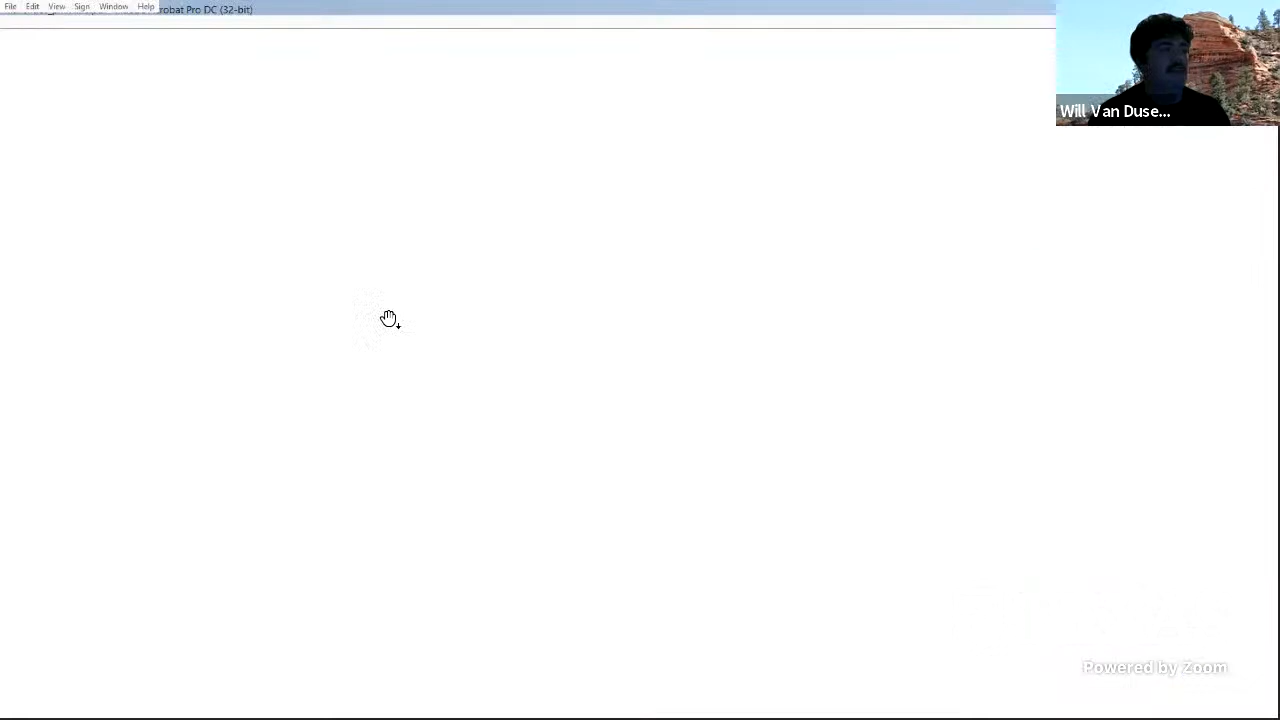 File Edit View Sign Window Help
robat Pro DC (32-bit)
Will Van Duse...
Powered by Zoom